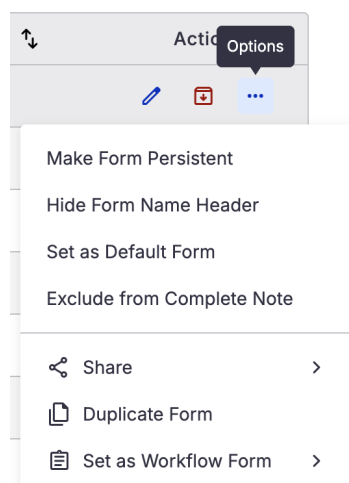 Options
Make Form Persistent
Hide Form Name Header
Set as Default Form
Exclude from Complete Note
Share
Duplicate Form
Set as Workflow Form